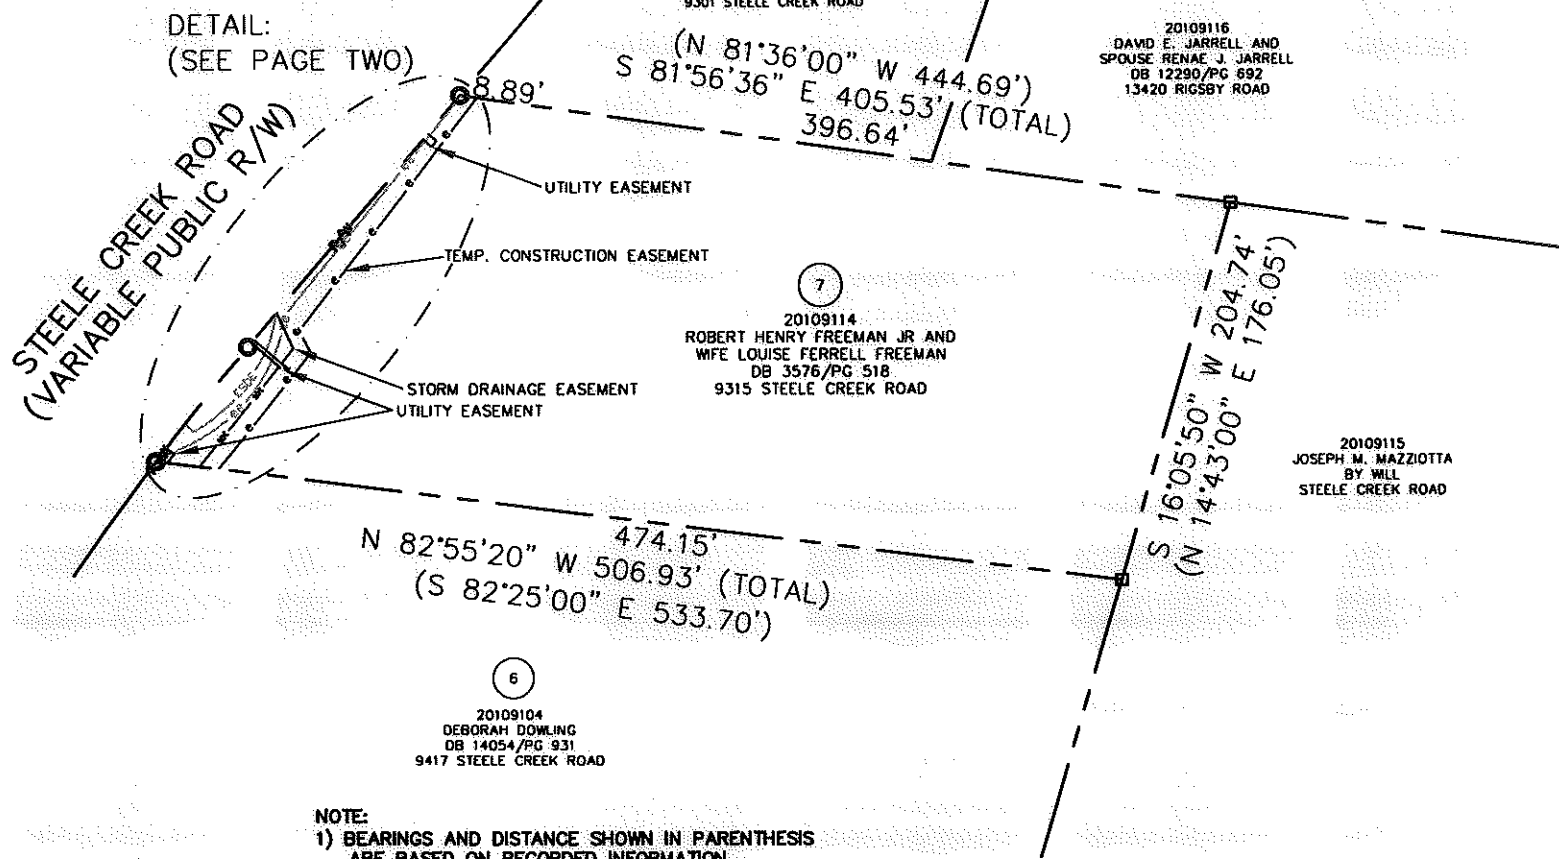 9301 STEELE CREEK ROAD
DETAIL:
(SEE PAGE TWO)
8.89'
(N 81°36'00" W 444.69')
S 81°56'36" E 405.53' (TOTAL)
396.64'
20109116
DAVID E. JARRELL AND
SPOUSE RENAE J. JARRELL
DB 12290/PG 692
13420 RIGSBY ROAD
STEELE CREEK ROAD
(VARIABLE PUBLIC R/W)
UTILITY EASEMENT
TEMP. CONSTRUCTION EASEMENT
7
20109114
ROBERT HENRY FREEMAN JR AND
WIFE LOUISE FERRELL FREEMAN
DB 3576/PG 518
9315 STEELE CREEK ROAD
STORM DRAINAGE EASEMENT
UTILITY EASEMENT
S 16°05'50" W 204.74'
(N 14°43'00" E 176.05')
20109115
JOSEPH M. MAZZIOTTA
BY WILL
STEELE CREEK ROAD
474.15'
N 82°55'20" W 506.93' (TOTAL)
(S 82°25'00" E 533.70')
6
20109104
DEBORAH DOWLING
DB 14054/PG 931
9417 STEELE CREEK ROAD
NOTE:
1) BEARINGS AND DISTANCE SHOWN IN PARENTHESIS
ARE BASED ON RECORDED INFORMATION